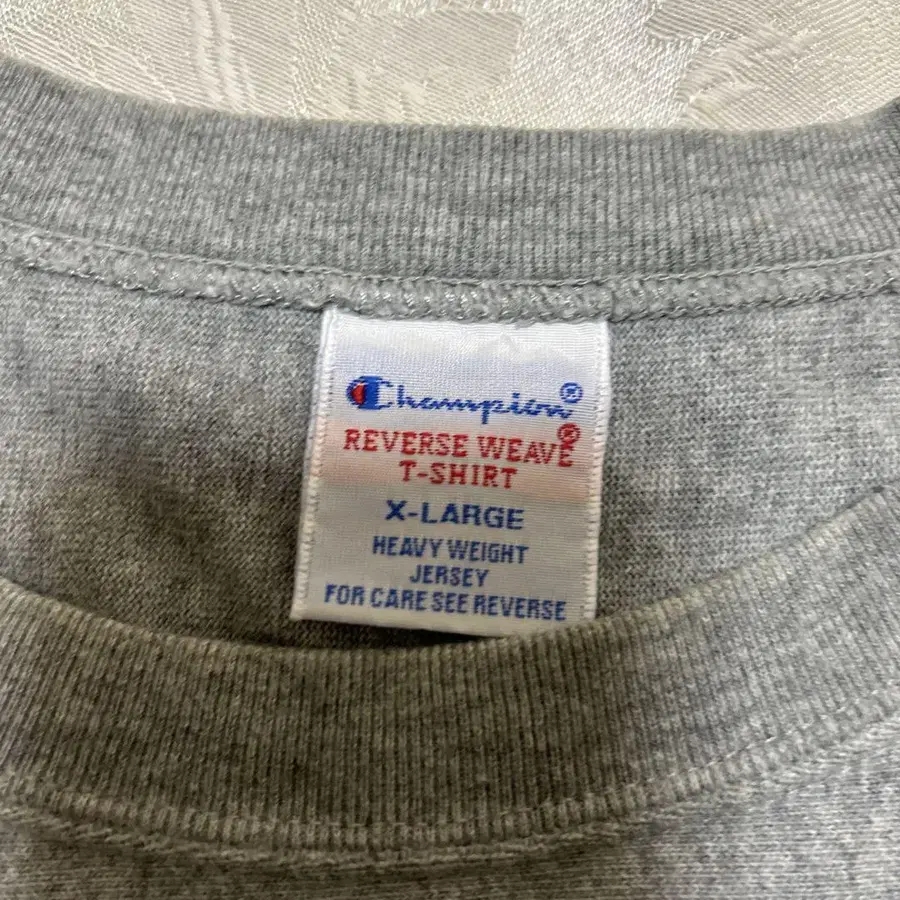 Champion®
REVERSE WEAVE®
T-SHIRT
X-LARGE
HEAVY WEIGHT
JERSEY
FOR CARE SEE REVERSE